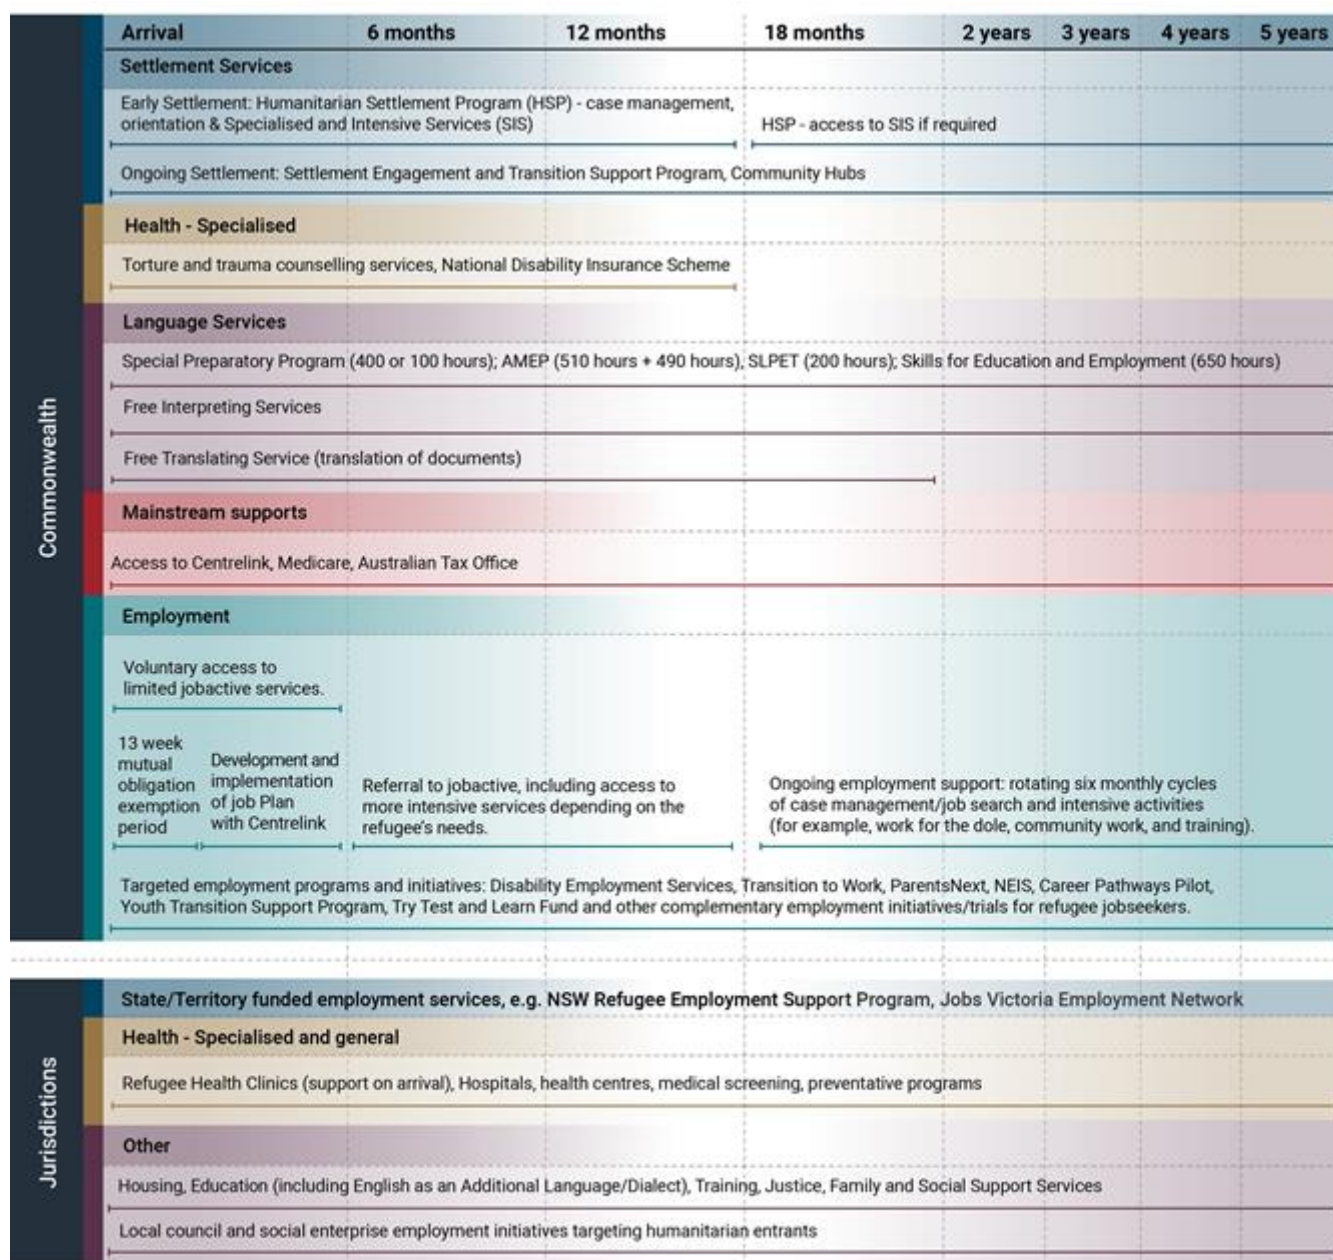 Arrival 6 months 12 months 18 months 2 years 3 years 4 years 5 years
Commonwealth
Settlement Services
Early Settlement: Humanitarian Settlement Program (HSP) - case management,
orientation & Specialised and Intensive Services (SIS)
HSP - access to SIS if required
Ongoing Settlement: Settlement Engagement and Transition Support Program, Community Hubs
Health - Specialised
Torture and trauma counselling services, National Disability Insurance Scheme
Language Services
Special Preparatory Program (400 or 100 hours); AMEP (510 hours + 490 hours), SLPET (200 hours); Skills for Education and Employment (650 hours)
Free Interpreting Services
Free Translating Service (translation of documents)
Mainstream supports
Access to Centrelink, Medicare, Australian Tax Office
Employment
Voluntary access to
limited jobactive services.
13 week
mutual
obligation
exemption
period
Development and
implementation
of job Plan
with Centrelink
Referral to jobactive, including access to
more intensive services depending on the
refugee's needs.
Ongoing employment support: rotating six monthly cycles
of case management/job search and intensive activities
(for example, work for the dole, community work, and training).
Targeted employment programs and initiatives: Disability Employment Services, Transition to Work, ParentsNext, NEIS, Career Pathways Pilot,
Youth Transition Support Program, Try Test and Learn Fund and other complementary employment initiatives/trials for refugee jobseekers.
Jurisdictions
State/Territory funded employment services, e.g. NSW Refugee Employment Support Program, Jobs Victoria Employment Network
Health - Specialised and general
Refugee Health Clinics (support on arrival), Hospitals, health centres, medical screening, preventative programs
Other
Housing, Education (including English as an Additional Language/Dialect), Training, Justice, Family and Social Support Services
Local council and social enterprise employment initiatives targeting humanitarian entrants